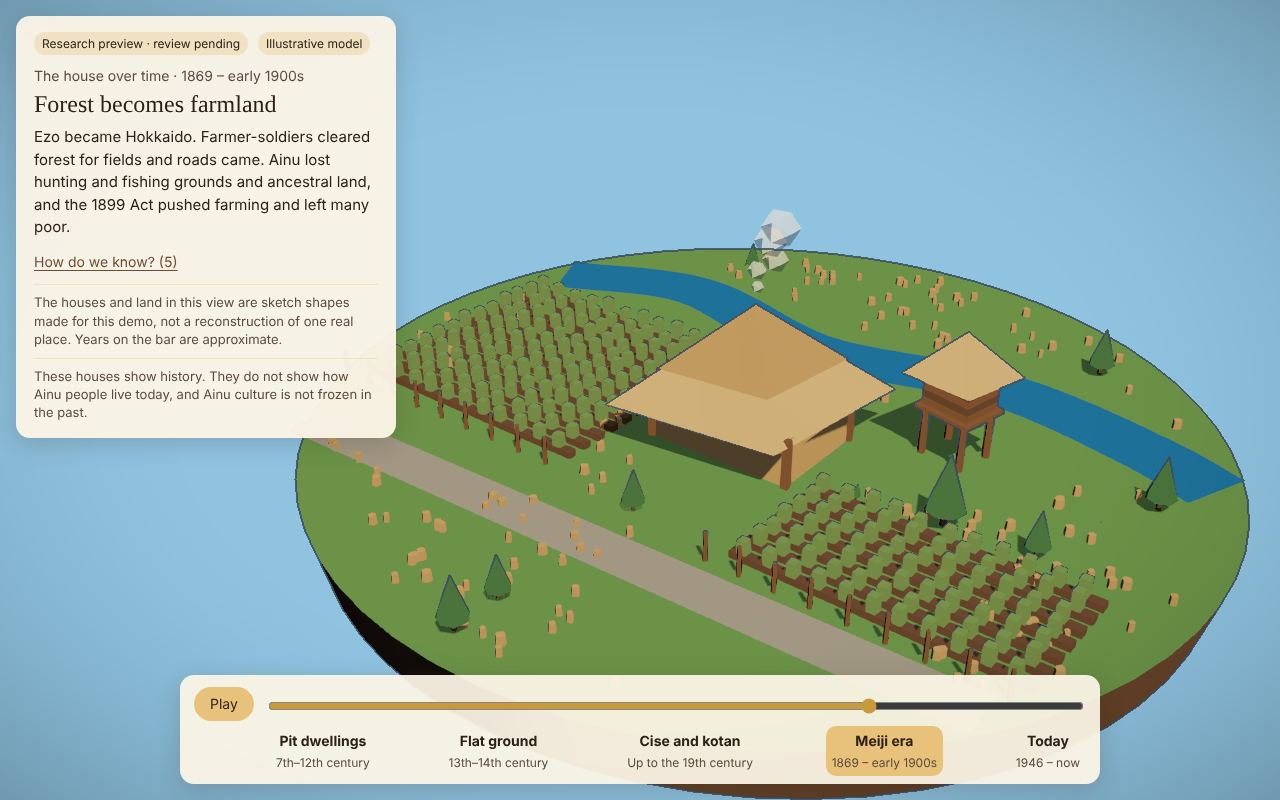 Research preview · review pending
Illustrative model
The house over time · 1869 – early 1900s
Forest becomes farmland
Ezo became Hokkaido. Farmer-soldiers cleared
forest for fields and roads came. Ainu lost
hunting and fishing grounds and ancestral land,
and the 1899 Act pushed farming and left many
poor.
How do we know? (5)
The houses and land in this view are sketch shapes
made for this demo, not a reconstruction of one real
place. Years on the bar are approximate.
These houses show history. They do not show how
Ainu people live today, and Ainu culture is not frozen in
the past.
Play
Pit dwellings
7th–12th century
Flat ground
13th–14th century
Cise and kotan
Up to the 19th century
Meiji era
1869 – early 1900s
Today
1946 – now